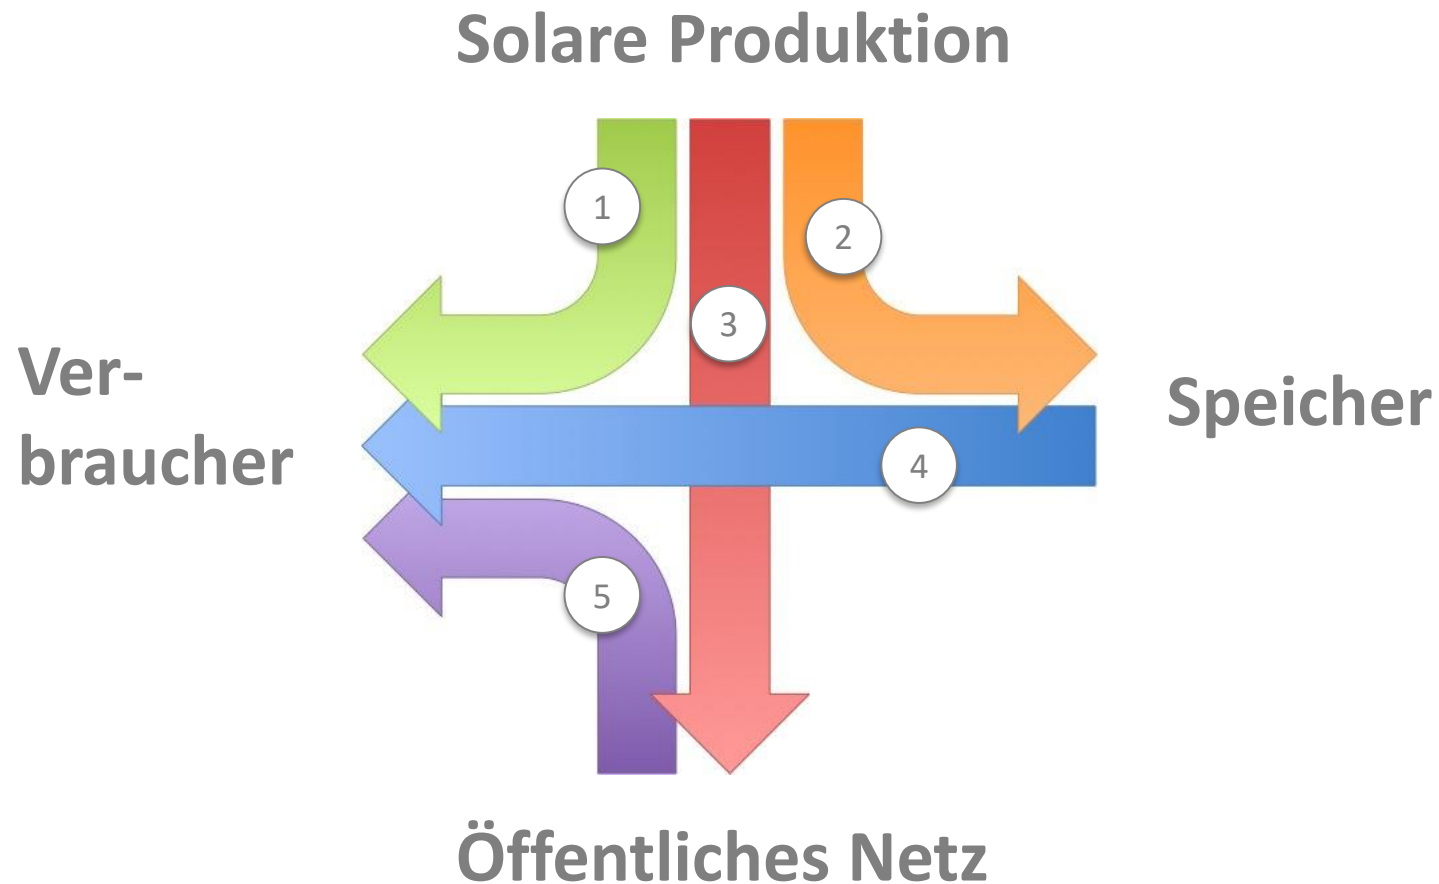 Solare Produktion
1
2
3
Ver-
braucher
Speicher
4
5
Öffentliches Netz